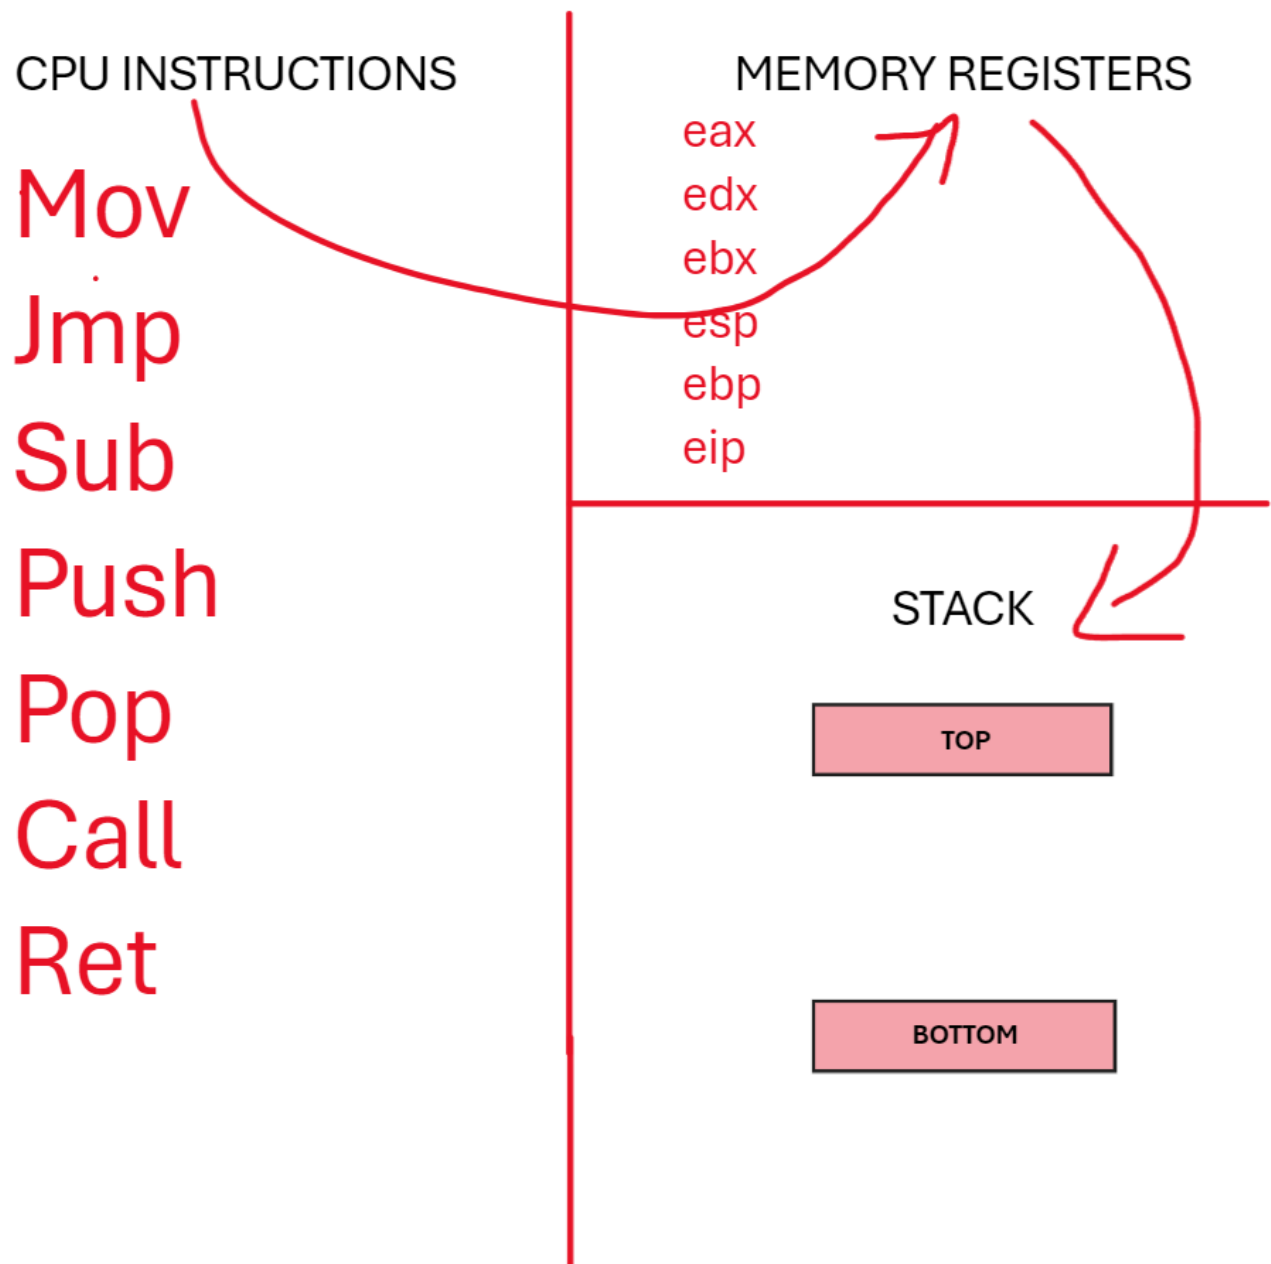 CPU INSTRUCTIONS
Mov
Jmp
Sub
Push
Pop
Call
Ret
MEMORY REGISTERS
eax
edx
ebx
esp
ebp
eip
STACK
TOP
BOTTOM